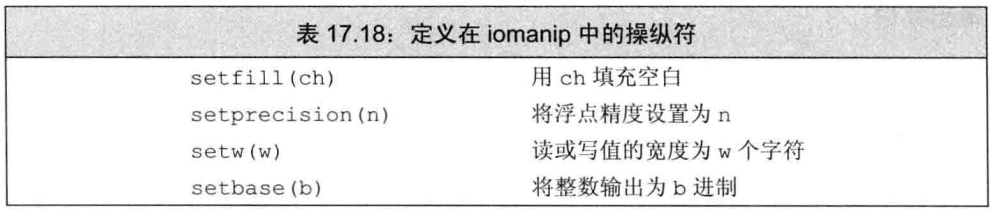 表 17.18：定义在 iomanip 中的操纵符
setfill(ch) 用 ch 填充空白
setprecision(n) 将浮点精度设置为 n
setw(w) 读或写值的宽度为 w 个字符
setbase(b) 将整数输出为 b 进制